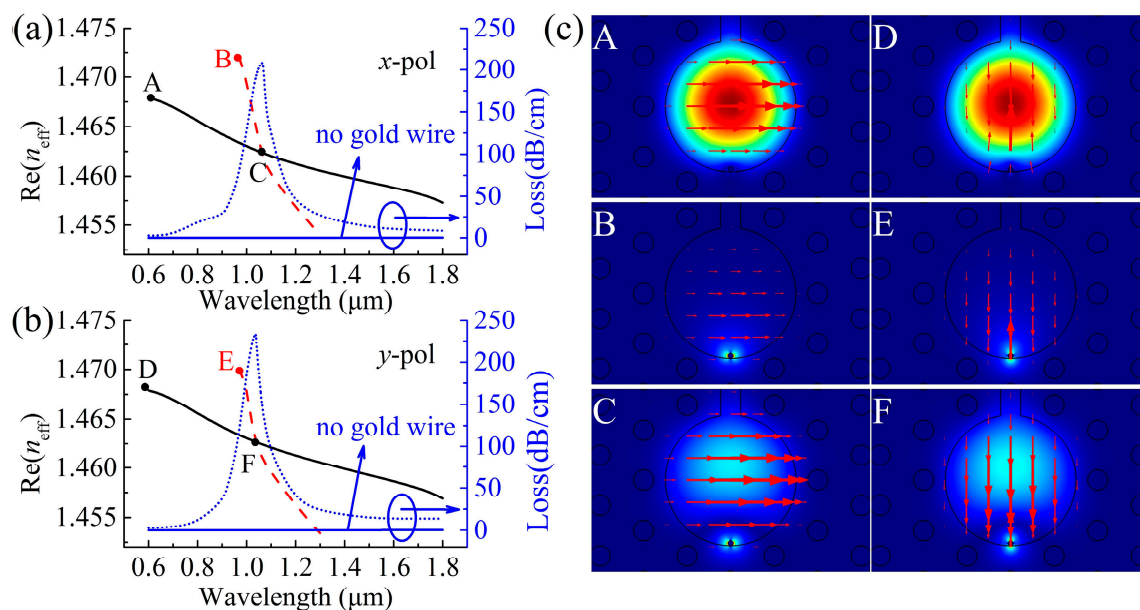 (a)
1.475
1.470
1.465
1.460
1.455
Re(n_eff)
A
B
C
x-pol
no gold wire
250
200
150
100
50
0
Loss(dB/cm)
0.6 0.8 1.0 1.2 1.4 1.6 1.8
Wavelength (μm)
(b)
1.475
1.470
1.465
1.460
1.455
Re(n_eff)
D
E
F
y-pol
no gold wire
250
200
150
100
50
0
Loss(dB/cm)
0.6 0.8 1.0 1.2 1.4 1.6 1.8
Wavelength (μm)
(c)
A D
B E
C F